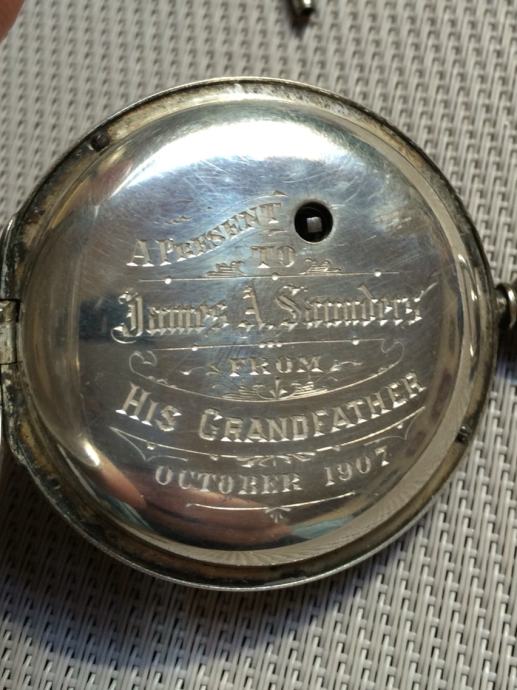 A PRESENT
TO
James A. Saunders
FROM
HIS GRANDFATHER
OCTOBER 1907